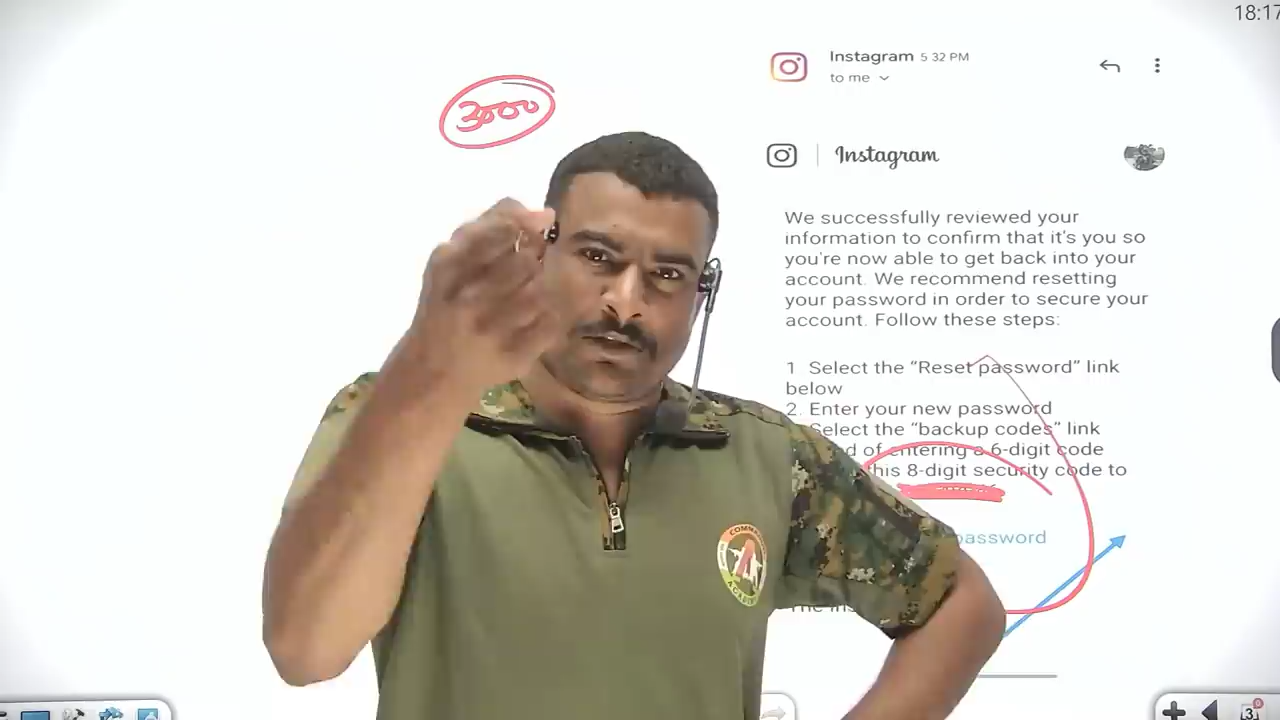 18:17
Instagram 5 32 PM
to me
3000
Instagram
We successfully reviewed your
information to confirm that it's you so
you're now able to get back into your
account. We recommend resetting
your password in order to secure your
account. Follow these steps:
1 Select the “Reset password” link
below
2. Enter your new password
Select the “backup codes” link
of entering a 6-digit code
this 8-digit security code to
password
ACADEMY
3